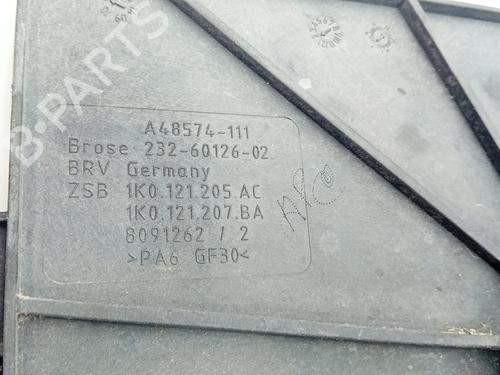 B-PARTS
A48574-111
Brose 232-60126-02
BRV Germany
ZSB 1K0.121.205.AC
1K0.121.207.BA
8091262 / 2
>PA6 GF30<